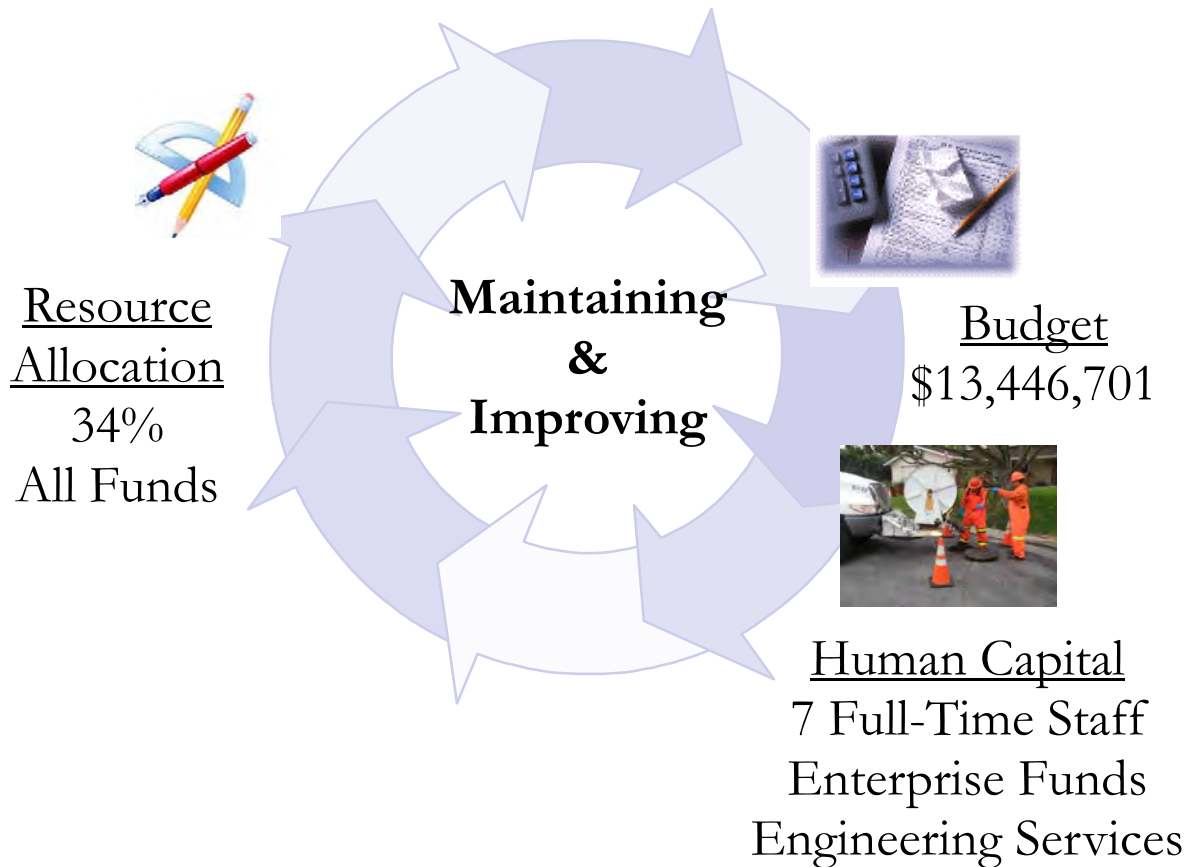 Maintaining
&
Improving
Resource
Allocation
34%
All Funds
Budget
$13,446,701
Human Capital
7 Full-Time Staff
Enterprise Funds
Engineering Services